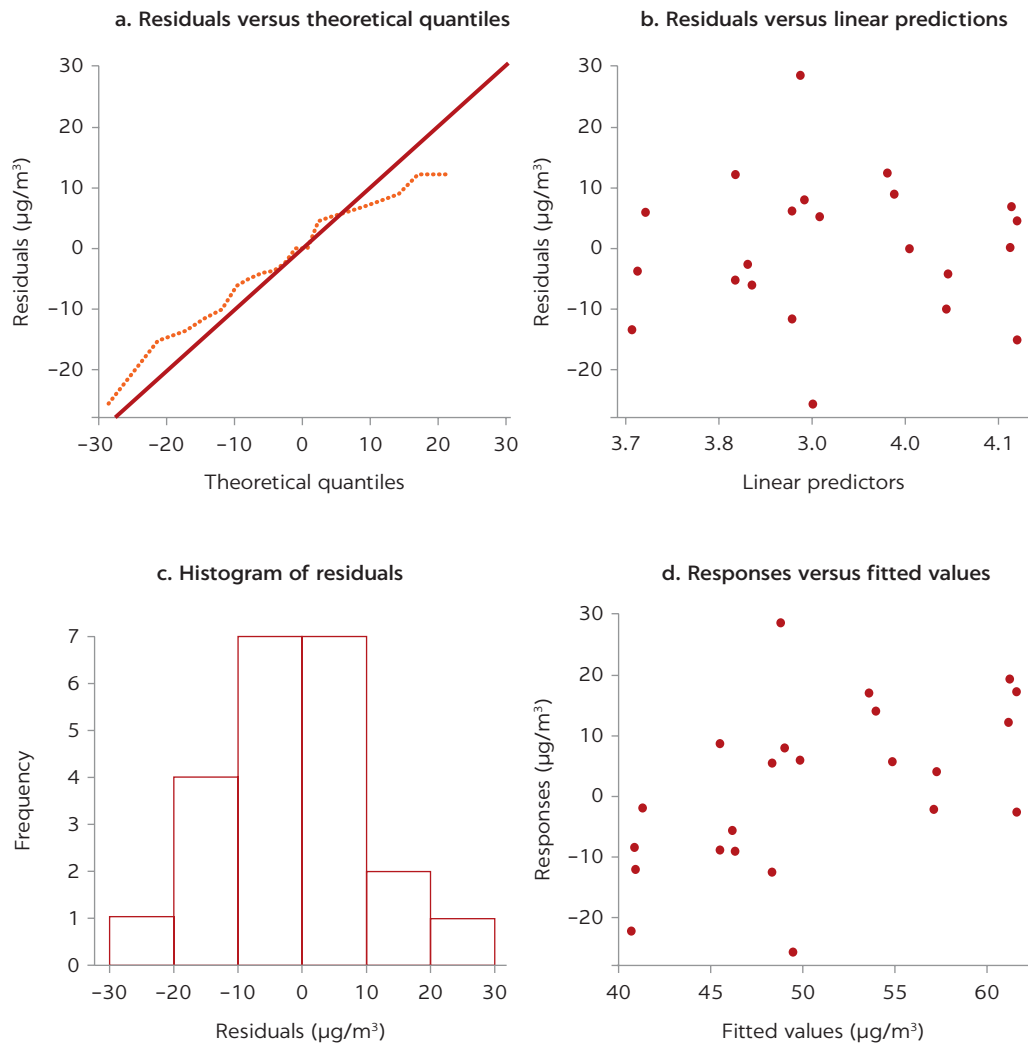 a. Residuals versus theoretical quantiles
30
20
10
0
−10
−20
Residuals (µg/m³)
−30 −20 −10 0 10 20 30
Theoretical quantiles
b. Responses versus linear predictions
30
20
10
0
−10
−20
Residuals (µg/m³)
3.7 3.8 3.0 4.0 4.1
Linear predictors
c. Histogram of residuals
7
6
5
4
3
2
1
0
Frequency
−30 −20 −10 0 10 20 30
Residuals (µg/m³)
d. Responses versus fitted values
30
20
10
0
−10
−20
Responses (µg/m³)
40 45 50 55 60
Fitted values (µg/m³)